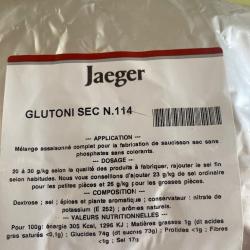 Jaeger
GLUTONI SEC N.114
--- APPLICATION ---
Mélange assaisonné complet pour la fabrication de saucisson sec sans
phosphates sans colorants.
--- DOSAGE ---
20 à 30 g/kg selon la qualité des produits à fabriquer, rajouter le sel fin
selon habitudes. Nous vous conseillons d'ajouter 23 g/kg de sel ordinaire
pour les petites pièces et 25 g/kg pour les grosses pièces.
--- COMPOSITION ---
Dextrose ; sel ; épices et plante aromatique ; conservateur : nitrate de
potassium (E 252) ; arômes naturels.
--- VALEURS NUTRITIONNELLES ---
Pour 100g: énergie 305 Kcal, 1296 KJ ; Matières grasses 1g (dt acides
gras saturés <0,1g) ; Glucides 74g (dt sucres 73g) ; Protides <1g ; Fibres
<1g ; Sel 17g